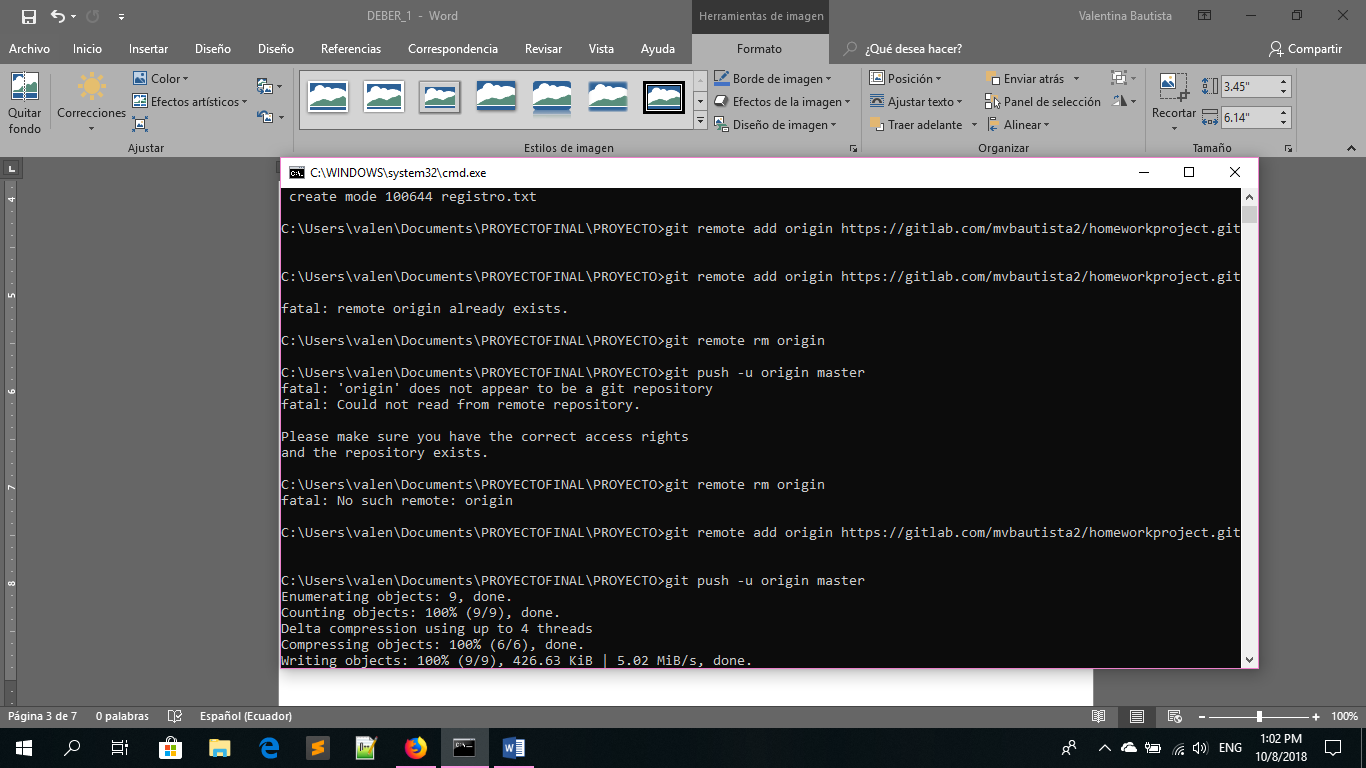 DEBER_1 - Word
Herramientas de imagen
Valentina Bautista
Archivo Inicio Insertar Diseño Diseño Referencias Correspondencia Revisar Vista Ayuda Formato ¿Qué desea hacer? Compartir
Quitar fondo
Correcciones
Color
Efectos artísticos
Ajustar
Estilos de imagen
Borde de imagen
Efectos de la imagen
Diseño de imagen
Posición
Ajustar texto
Traer adelante
Enviar atrás
Panel de selección
Alinear
Organizar
Recortar
3.45"
6.14"
Tamaño
L
4
5
6
7
8
C:\WINDOWS\system32\cmd.exe
create mode 100644 registro.txt
C:\Users\valen\Documents\PROYECTOFINAL\PROYECTO>git remote add origin https://gitlab.com/mvbautista2/homeworkproject.git
C:\Users\valen\Documents\PROYECTOFINAL\PROYECTO>git remote add origin https://gitlab.com/mvbautista2/homeworkproject.git
fatal: remote origin already exists.
C:\Users\valen\Documents\PROYECTOFINAL\PROYECTO>git remote rm origin
C:\Users\valen\Documents\PROYECTOFINAL\PROYECTO>git push -u origin master
fatal: 'origin' does not appear to be a git repository
fatal: Could not read from remote repository.
Please make sure you have the correct access rights
and the repository exists.
C:\Users\valen\Documents\PROYECTOFINAL\PROYECTO>git remote rm origin
fatal: No such remote: origin
C:\Users\valen\Documents\PROYECTOFINAL\PROYECTO>git remote add origin https://gitlab.com/mvbautista2/homeworkproject.git
C:\Users\valen\Documents\PROYECTOFINAL\PROYECTO>git push -u origin master
Enumerating objects: 9, done.
Counting objects: 100% (9/9), done.
Delta compression using up to 4 threads
Compressing objects: 100% (6/6), done.
Writing objects: 100% (9/9), 426.63 KiB | 5.02 MiB/s, done.
Página 3 de 7 0 palabras Español (Ecuador) 100%
ENG
1:02 PM
10/8/2018